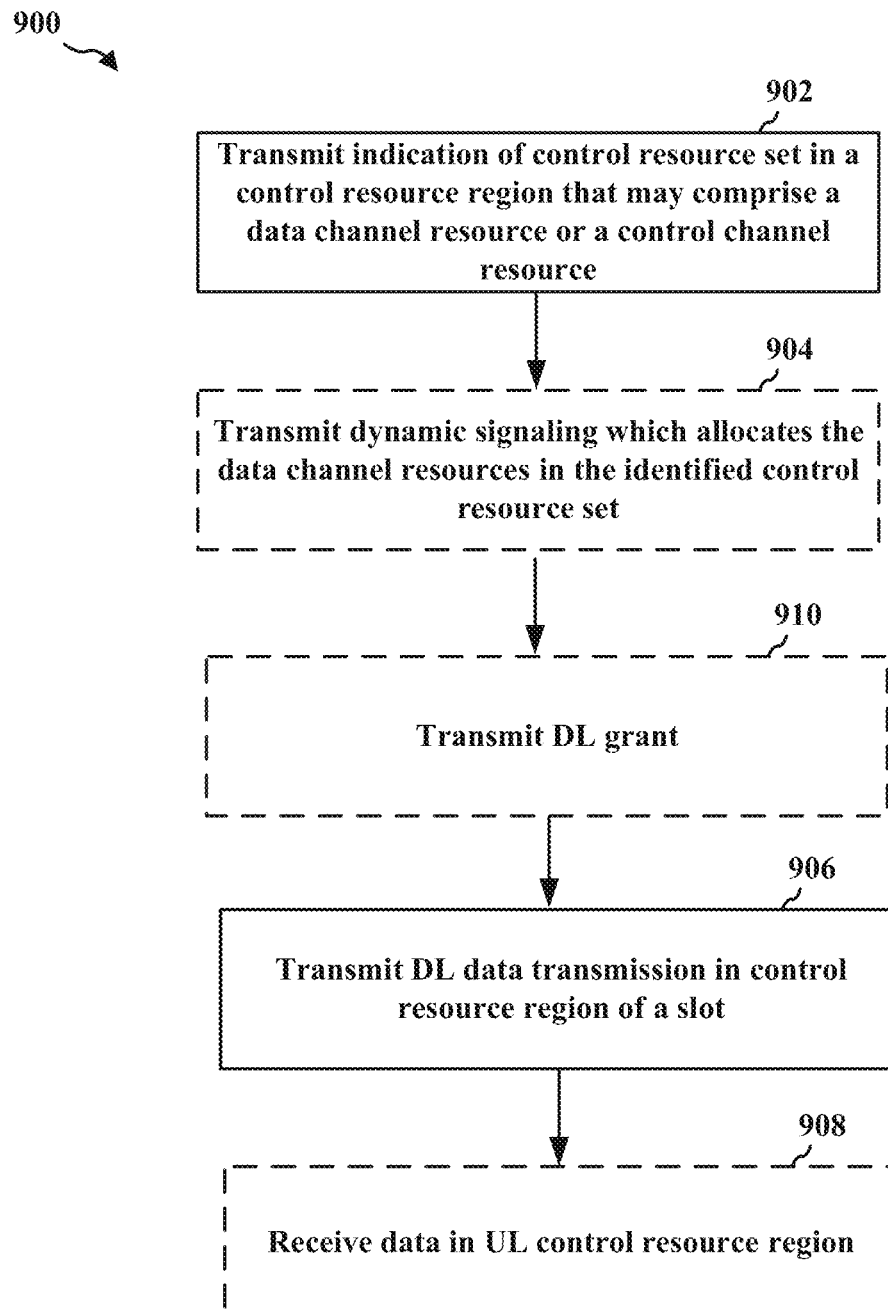 900
902
Transmit indication of control resource set in a
control resource region that may comprise a
data channel resource or a control channel
resource
904
Transmit dynamic signaling which allocates the
data channel resources in the identified control
resource set
910
Transmit DL grant
906
Transmit DL data transmission in control
resource region of a slot
908
Receive data in UL control resource region